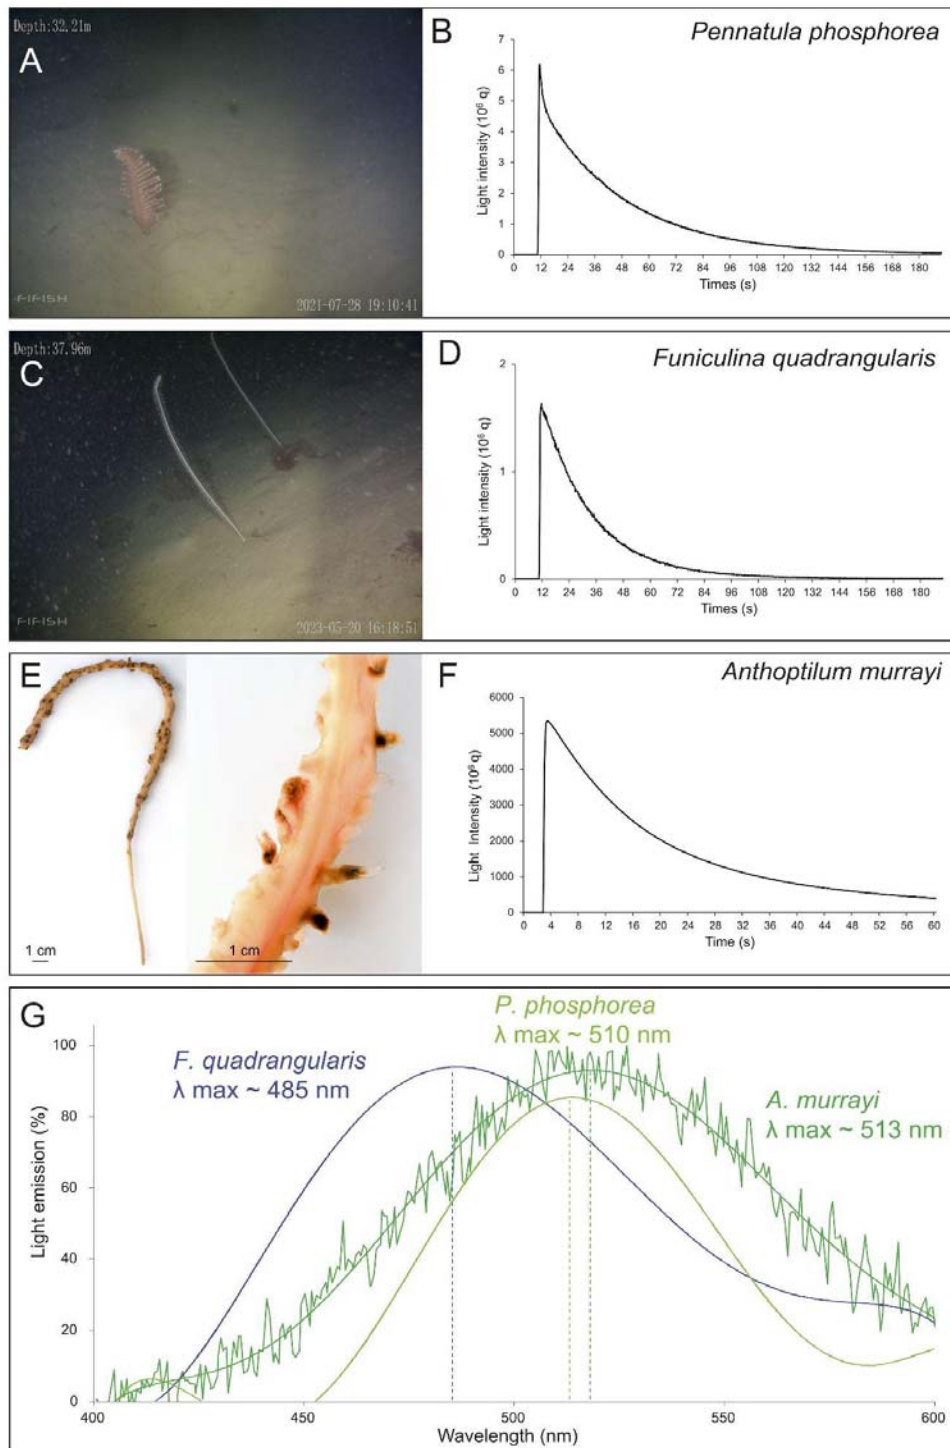 Depth:32.21m
A
FIFISH
2021-07-28 19:10:41
B
Pennatula phosphorea
Light intensity (10⁶ q)
7
6
5
4
3
2
1
0
0 12 24 36 48 60 72 84 96 108 120 132 144 156 168 180
Times (s)
Depth:37.96m
C
FIFISH
2023-05-20 16:18:51
D
Funiculina quadrangularis
Light intensity (10⁶ q)
2
1
0
0 12 24 36 48 60 72 84 96 108 120 132 144 156 168 180
Times (s)
E
1 cm
1 cm
F
Anthoptilum murrayi
Light Intensity (10⁶ q)
6000
5000
4000
3000
2000
1000
0
0 4 8 12 16 20 24 28 32 36 40 44 48 52 56 60
Time (s)
G
F. quadrangularis
λ max ~ 485 nm
P. phosphorea
λ max ~ 510 nm
A. murrayi
λ max ~ 513 nm
Light emission (%)
100
80
60
40
20
0
400 450 500 550 600
Wavelength (nm)